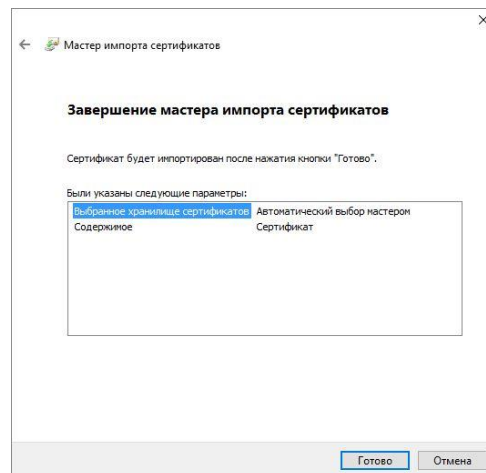 Мастер импорта сертификатов
Завершение мастера импорта сертификатов
Сертификат будет импортирован после нажатия кнопки "Готово".
Были указаны следующие параметры:
Выбранное хранилище сертификатов Автоматический выбор мастером
Содержимое Сертификат
Готово Отмена